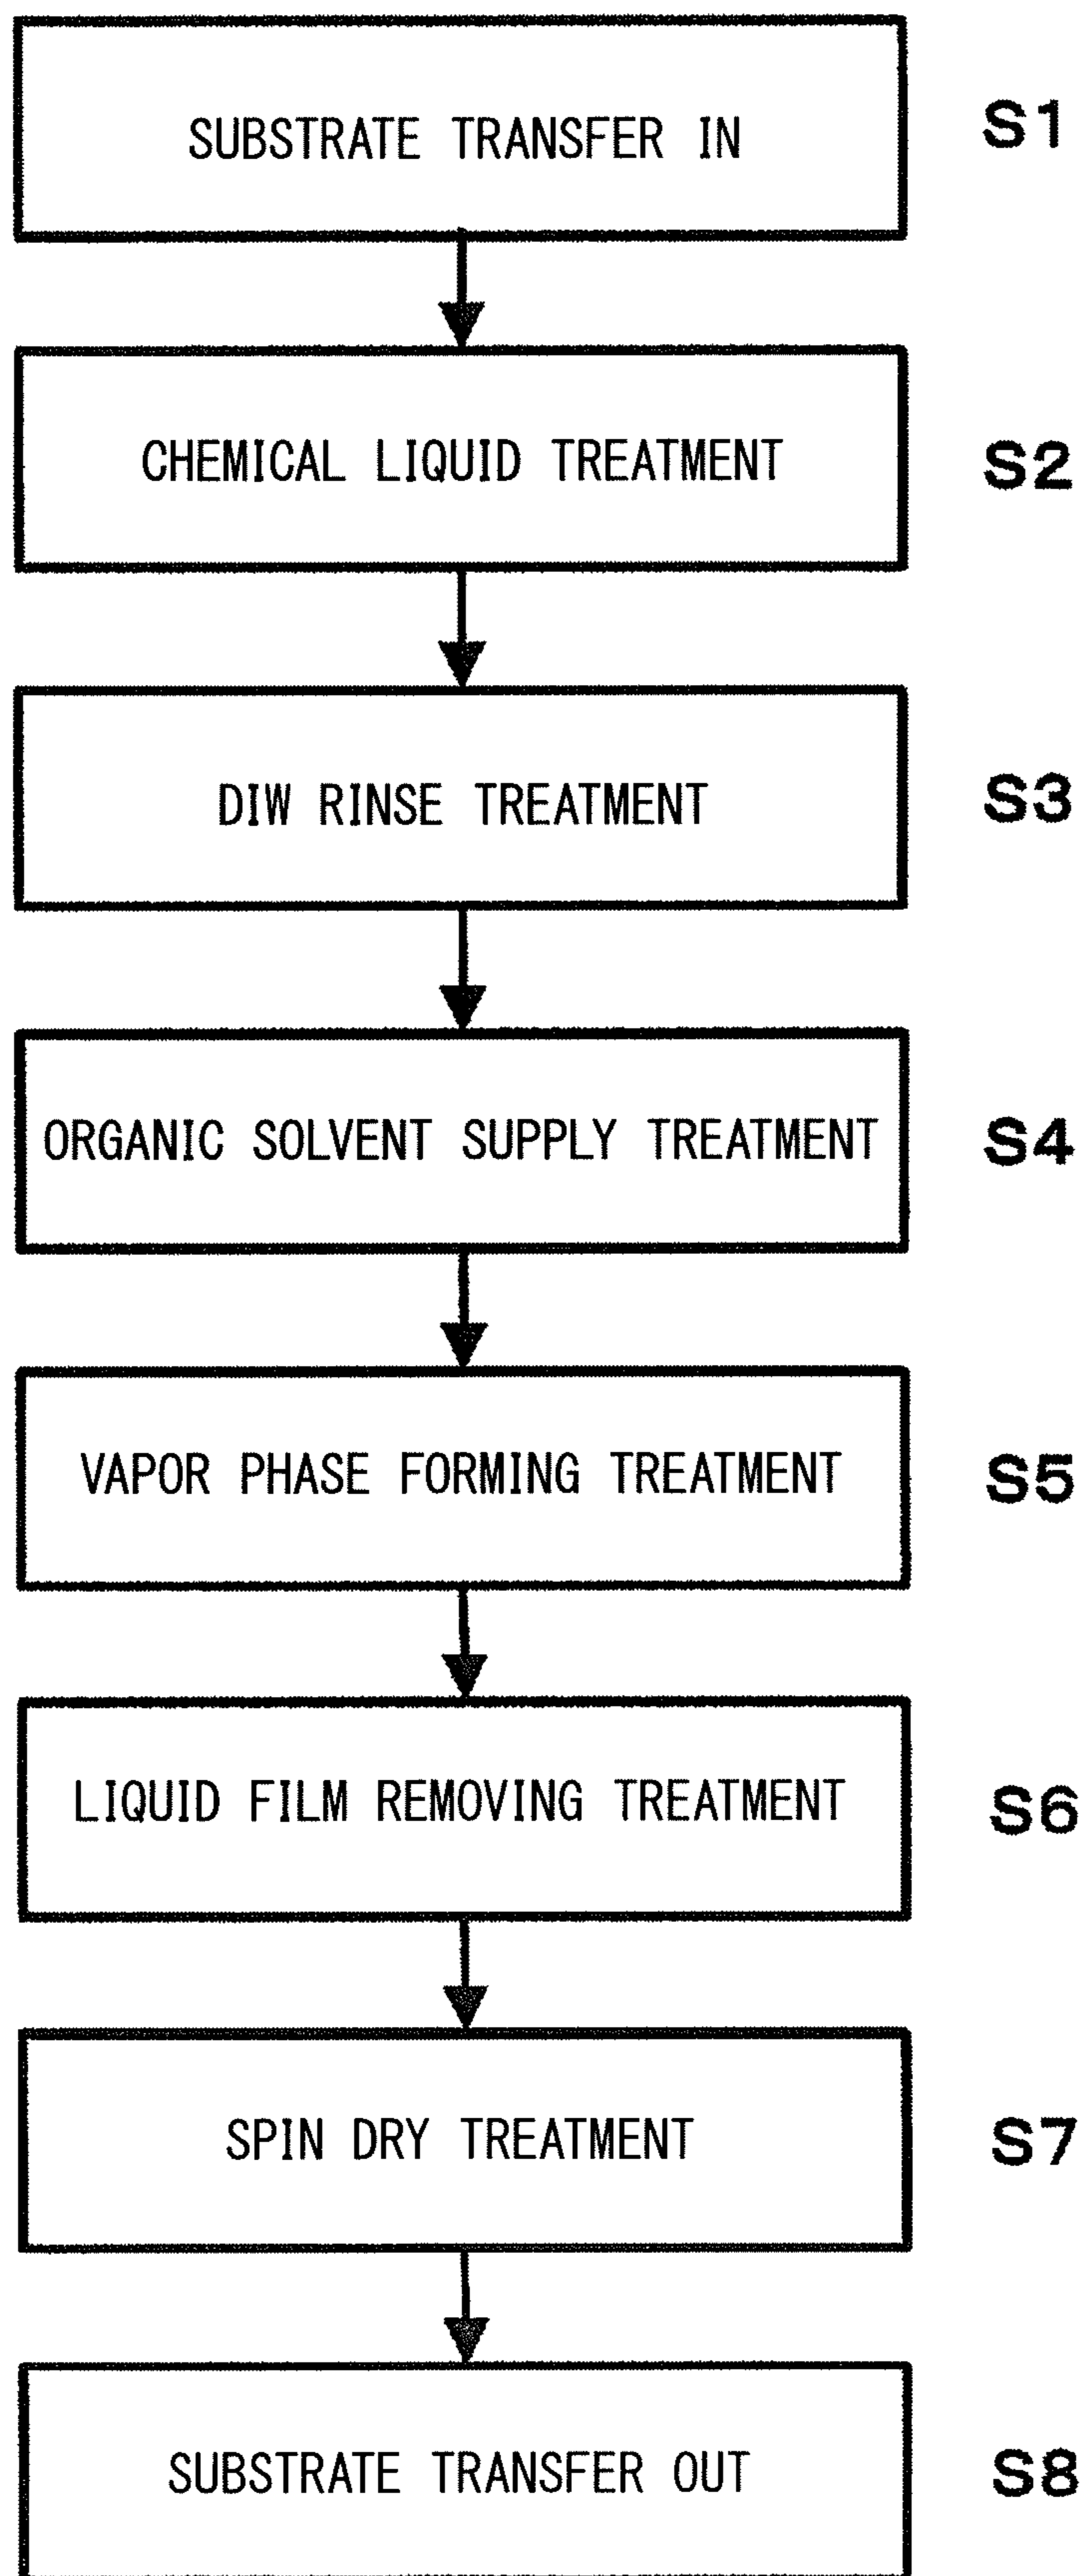 SUBSTRATE TRANSFER IN S1
CHEMICAL LIQUID TREATMENT S2
DIW RINSE TREATMENT S3
ORGANIC SOLVENT SUPPLY TREATMENT S4
VAPOR PHASE FORMING TREATMENT S5
LIQUID FILM REMOVING TREATMENT S6
SPIN DRY TREATMENT S7
SUBSTRATE TRANSFER OUT S8